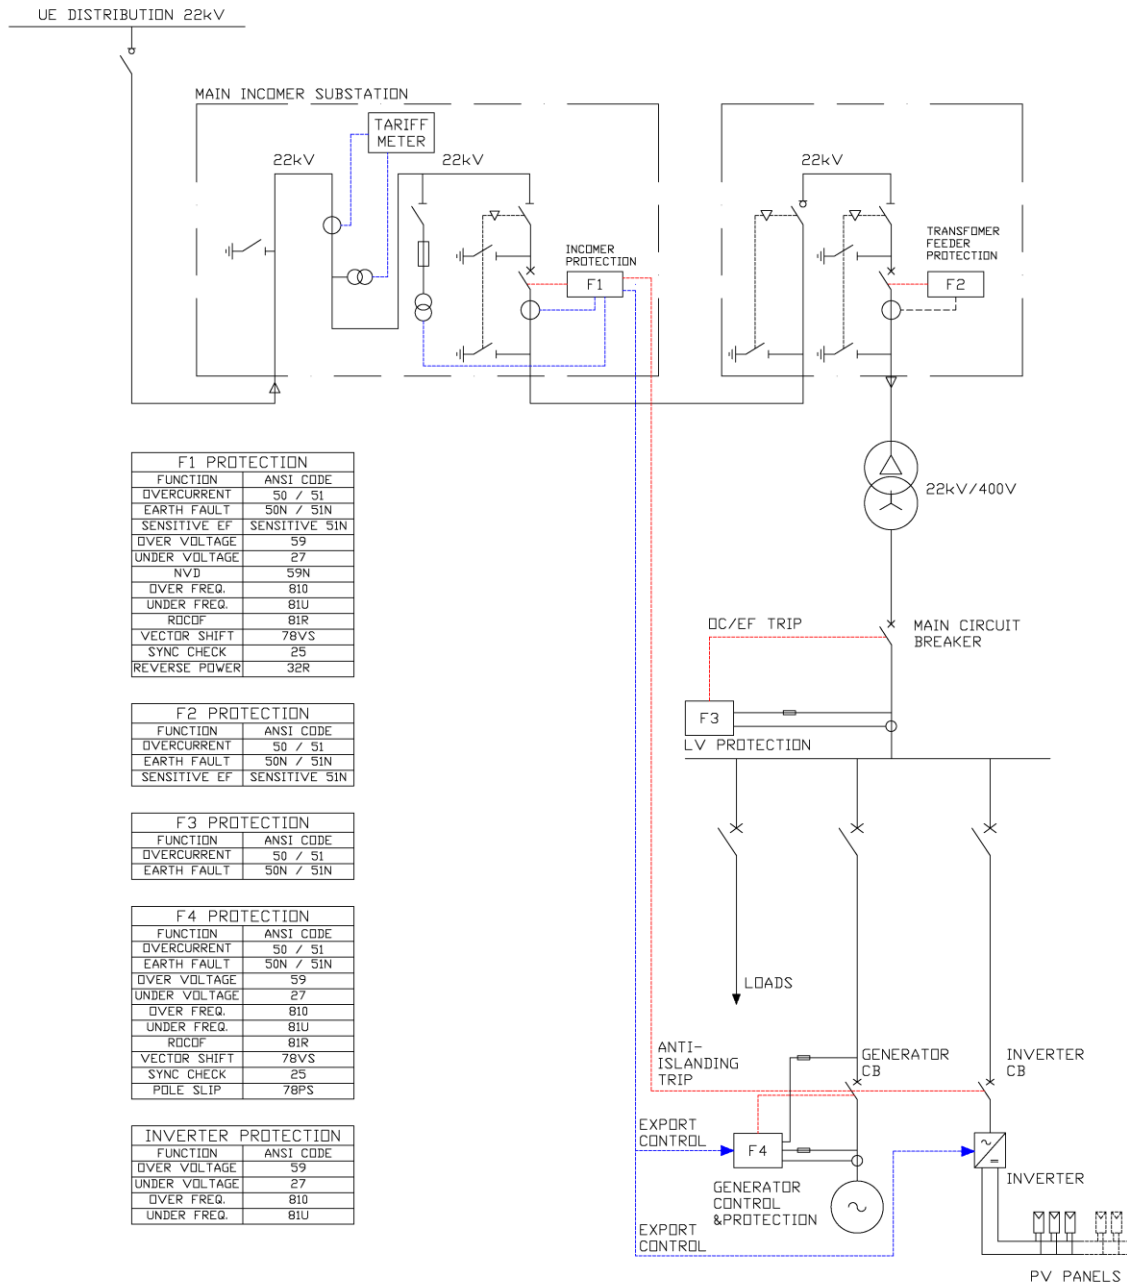 UE DISTRIBUTION 22kV
MAIN INCOMER SUBSTATION
TARIFF
METER
22kV
22kV
22kV
INCOMER
PROTECTION
F1
TRANSFOMER
FEEDER
PROTECTION
F2
22kV/400V
F1 PROTECTION
FUNCTION ANSI CODE
OVERCURRENT 50 / 51
EARTH FAULT 50N / 51N
SENSITIVE EF SENSITIVE 51N
OVER VOLTAGE 59
UNDER VOLTAGE 27
NVD 59N
OVER FREQ. 81O
UNDER FREQ. 81U
ROCOF 81R
VECTOR SHIFT 78VS
SYNC CHECK 25
REVERSE POWER 32R
F2 PROTECTION
FUNCTION ANSI CODE
OVERCURRENT 50 / 51
EARTH FAULT 50N / 51N
SENSITIVE EF SENSITIVE 51N
F3 PROTECTION
FUNCTION ANSI CODE
OVERCURRENT 50 / 51
EARTH FAULT 50N / 51N
F4 PROTECTION
FUNCTION ANSI CODE
OVERCURRENT 50 / 51
EARTH FAULT 50N / 51N
OVER VOLTAGE 59
UNDER VOLTAGE 27
OVER FREQ. 81O
UNDER FREQ. 81U
ROCOF 81R
VECTOR SHIFT 78VS
SYNC CHECK 25
POLE SLIP 78PS
INVERTER PROTECTION
FUNCTION ANSI CODE
OVER VOLTAGE 59
UNDER VOLTAGE 27
OVER FREQ. 81O
UNDER FREQ. 81U
OC/EF TRIP
MAIN CIRCUIT
BREAKER
F3
LV PROTECTION
LOADS
ANTI-
ISLANDING
TRIP
GENERATOR
CB
INVERTER
CB
EXPORT
CONTROL
F4
GENERATOR
CONTROL
&PROTECTION
INVERTER
EXPORT
CONTROL
PV PANELS